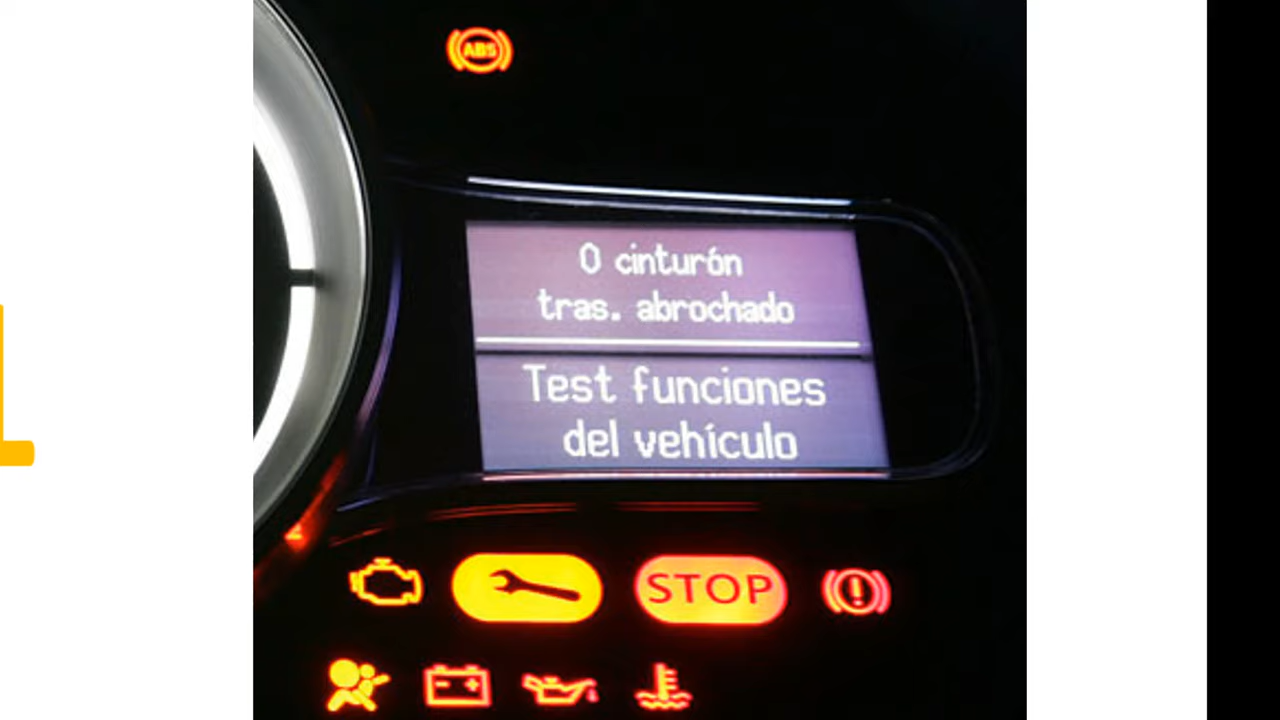 ABS
0 cinturón
tras. abrochado
Test funciones
del vehículo
STOP